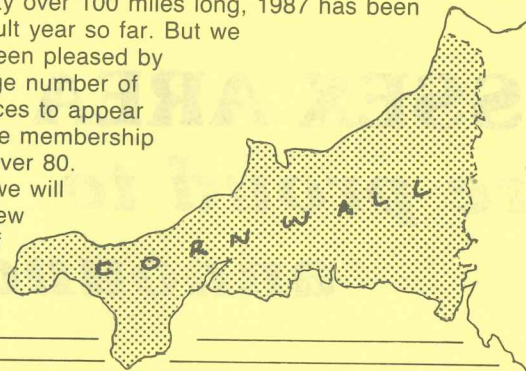 over 100 miles long, 1987 has been
ult year so far. But we
een pleased by
ge number of
ces to appear
e membership
ver 80.
we will
ew
CORNWALL